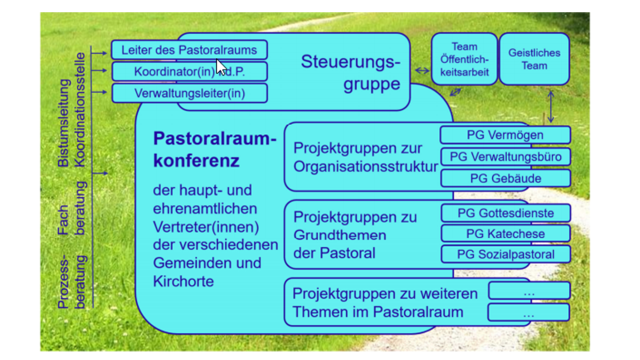 Bistumsleitung
Koordinationsstelle
Fach
beratung
Prozess-
beratung
Leiter des Pastoralraums
Koordinator(in)
d.P.
Verwaltungsleiter(in)
Steuerungs-
gruppe
Team
Öffentlich-
keitsarbeit
Geistliches
Team
Pastoralraum-
konferenz
der haupt- und
ehrenamtlichen
Vertreter(innen)
der verschiedenen
Gemeinden und
Kirchorte
Projektgruppen zur
Organisationsstruktur
PG Vermögen
PG Verwaltungsbüro
PG Gebäude
Projektgruppen zu
Grundthemen
der Pastoral
PG Gottesdienste
PG Katechese
PG Sozialpastoral
Projektgruppen zu weiteren
Themen im Pastoralraum
...
...